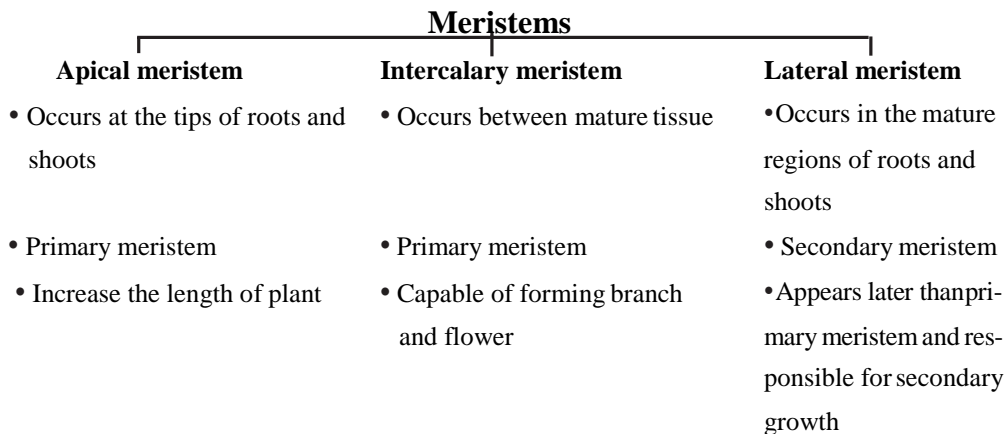 Meristems
Apical meristem
• Occurs at the tips of roots and
shoots
• Primary meristem
• Increase the length of plant
Intercalary meristem
• Occurs between mature tissue
• Primary meristem
• Capable of forming branch
and flower
Lateral meristem
•Occurs in the mature
regions of roots and
shoots
• Secondary meristem
•Appears later thanpri-
mary meristem and res-
ponsible for secondary
growth